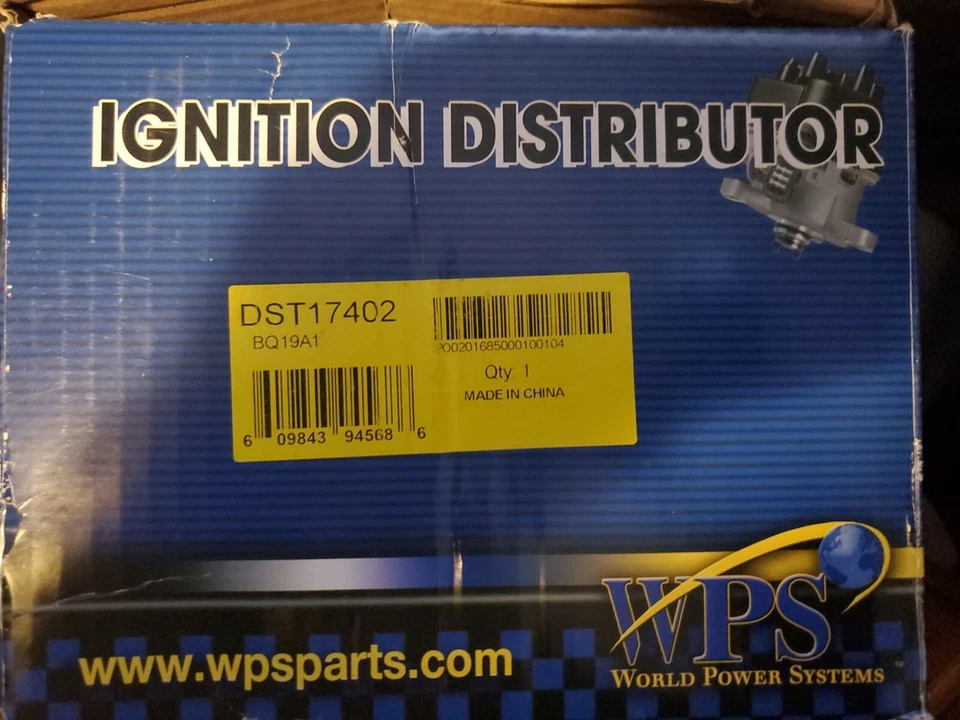 IGNITION DISTRIBUTOR
DST17402
BQ19A1
6 09843 94568 6
PO0201685000100104
Qty: 1
MADE IN CHINA
WPS
WORLD POWER SYSTEMS
www.wpsparts.com